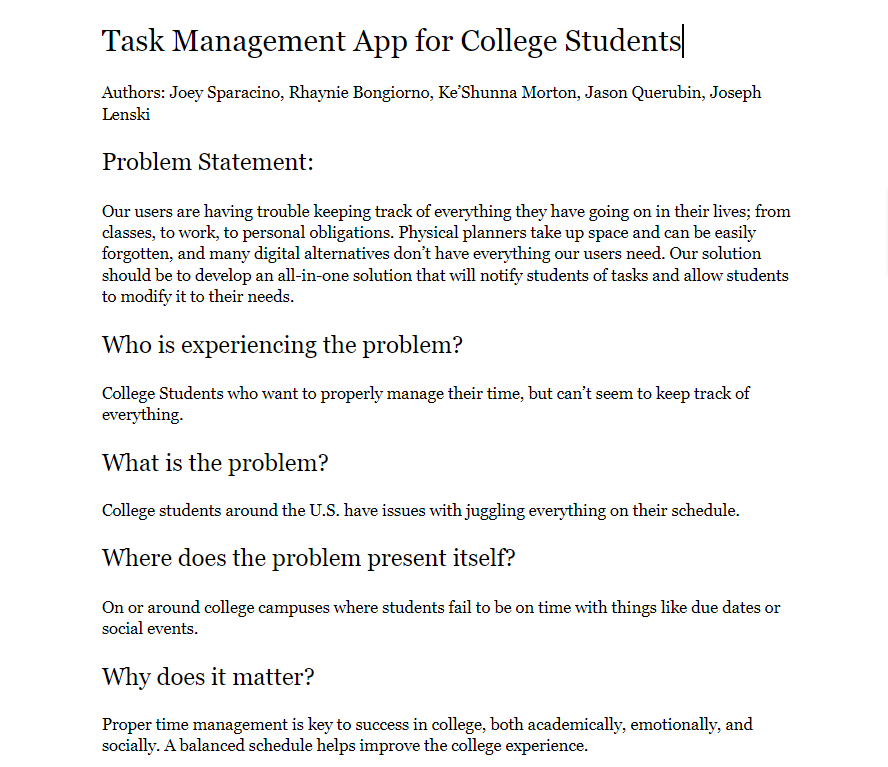 Task Management App for College Students
Authors: Joey Sparacino, Rhaynie Bongiorno, Ke’Shunna Morton, Jason Querubin, Joseph
Lenski
Problem Statement:
Our users are having trouble keeping track of everything they have going on in their lives; from
classes, to work, to personal obligations. Physical planners take up space and can be easily
forgotten, and many digital alternatives don’t have everything our users need. Our solution
should be to develop an all-in-one solution that will notify students of tasks and allow students
to modify it to their needs.
Who is experiencing the problem?
College Students who want to properly manage their time, but can’t seem to keep track of
everything.
What is the problem?
College students around the U.S. have issues with juggling everything on their schedule.
Where does the problem present itself?
On or around college campuses where students fail to be on time with things like due dates or
social events.
Why does it matter?
Proper time management is key to success in college, both academically, emotionally, and
socially. A balanced schedule helps improve the college experience.